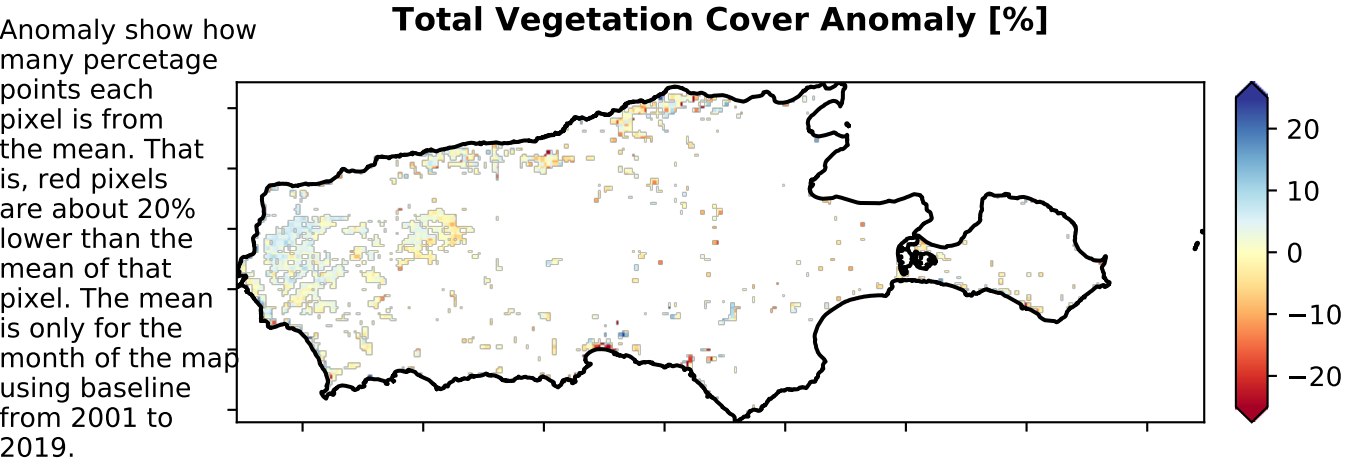 Total Vegetation Cover Anomaly [%]
Anomaly show how
many percetage
points each
pixel is from
the mean. That
is, red pixels
are about 20%
lower than the
mean of that
pixel. The mean
is only for the
month of the map
using baseline
from 2001 to
2019.
20
10
0
−10
−20